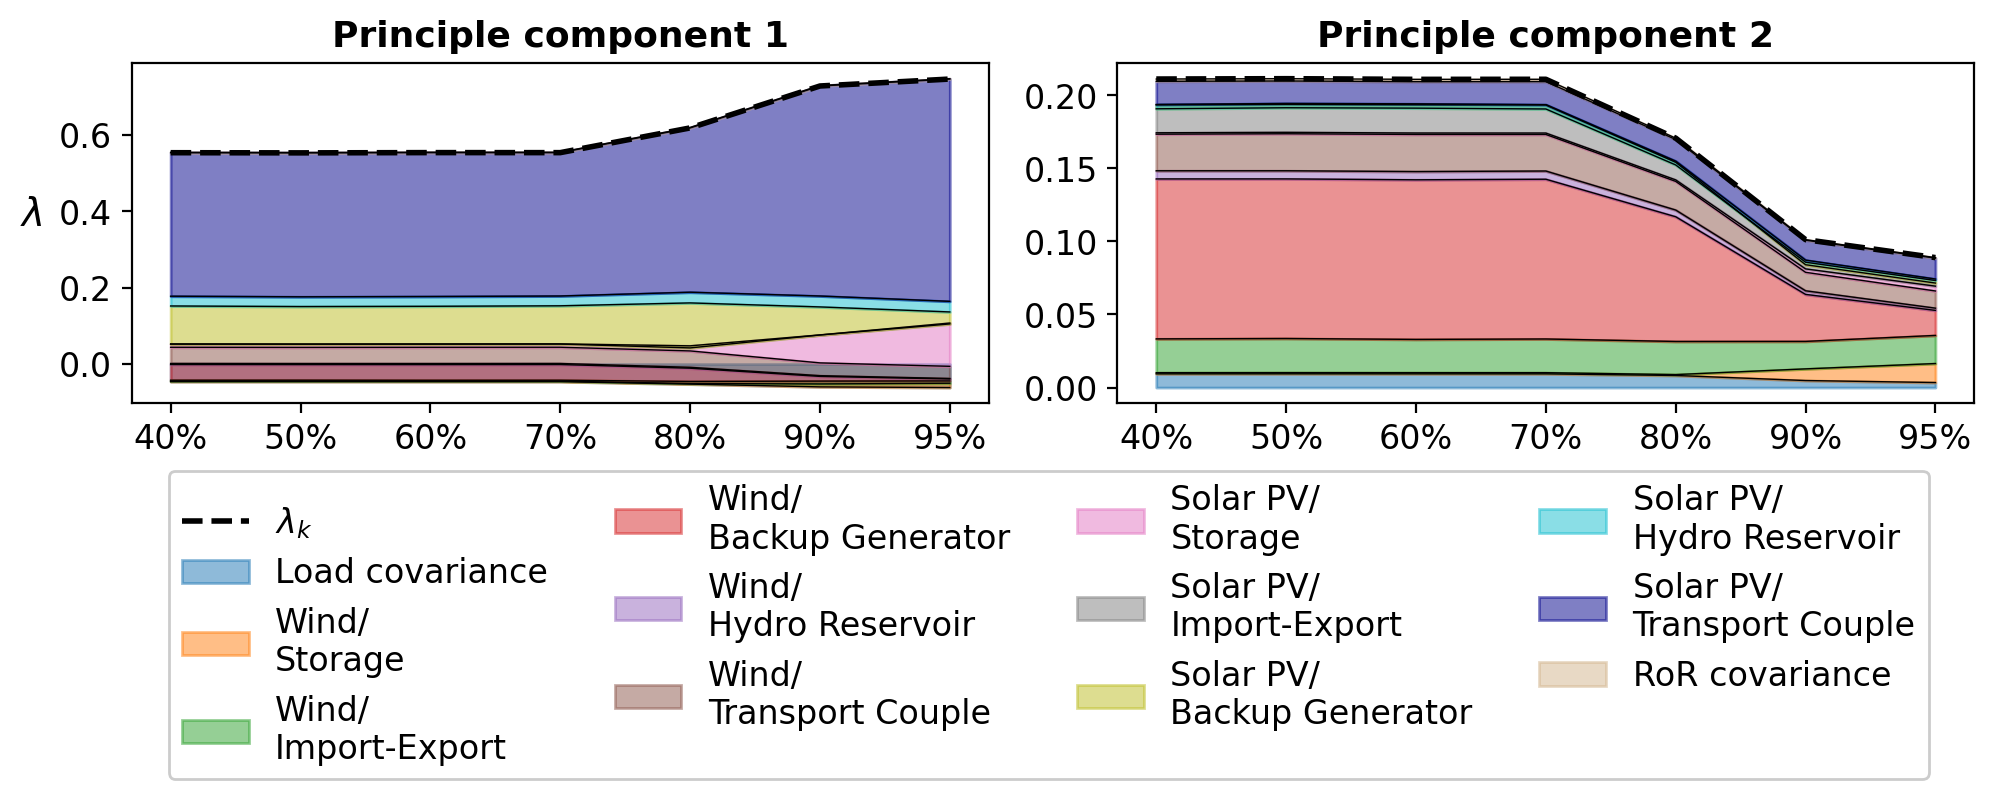 Principle component 1
Principle component 2
λ
0.6
0.4
0.2
0.0
40%
50%
60%
70%
80%
90%
95%
0.20
0.15
0.10
0.05
0.00
40%
50%
60%
70%
80%
90%
95%
λk
Load covariance
Wind/
Storage
Wind/
Import-Export
Wind/
Backup Generator
Wind/
Hydro Reservoir
Wind/
Transport Couple
Solar PV/
Storage
Solar PV/
Import-Export
Solar PV/
Backup Generator
Solar PV/
Hydro Reservoir
Solar PV/
Transport Couple
RoR covariance